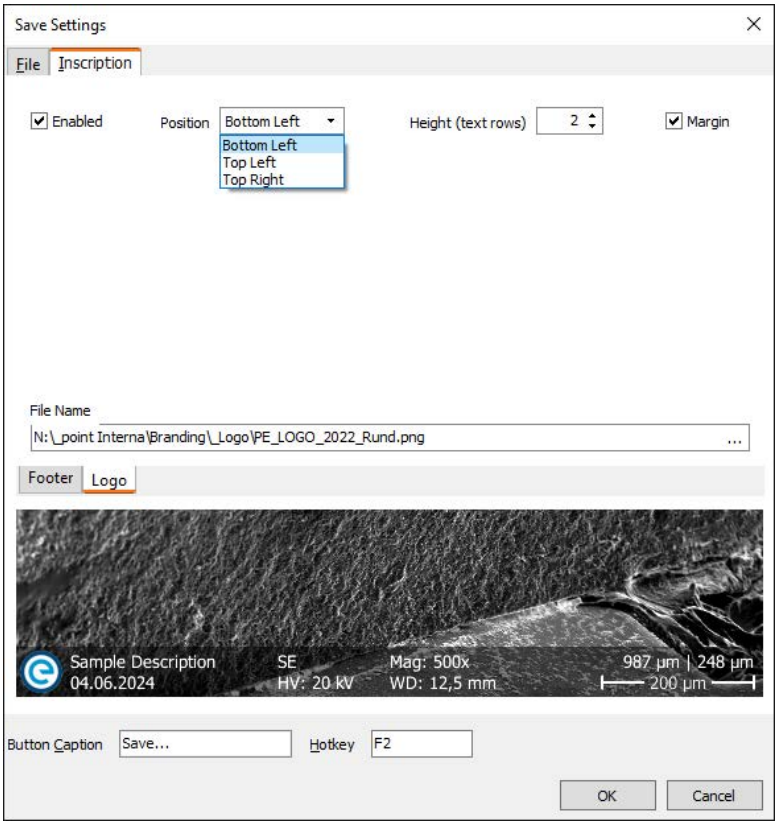 Save Settings
File Inscription
Enabled Position Bottom Left Height (text rows) 2 Margin
Bottom Left
Top Left
Top Right
File Name
N:\_point Interna\Branding\_Logo\PE_LOGO_2022_Rund.png ...
Footer Logo
Sample Description SE Mag: 500x 987 µm | 248 µm
04.06.2024 HV: 20 kV WD: 12,5 mm 200 µm
Button Caption Save... Hotkey F2
OK Cancel